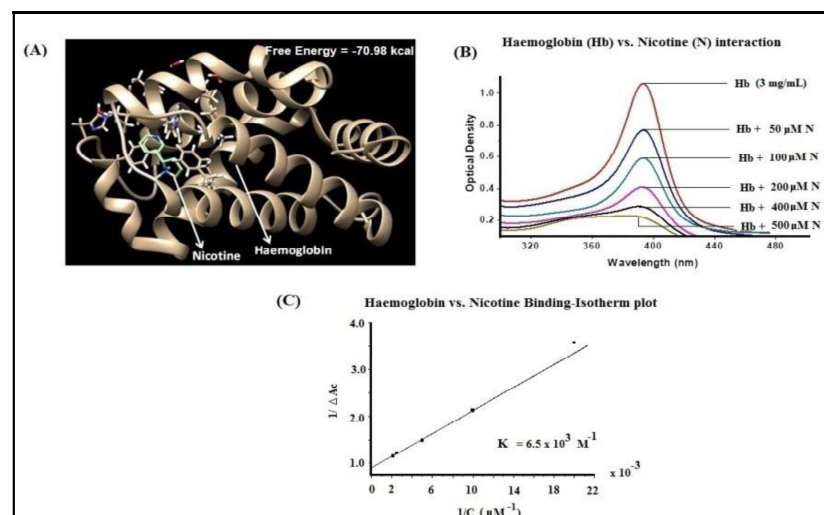 (A)
Free Energy = -70.98 kcal
Nicotine
Haemoglobin
(B)
Haemoglobin (Hb) vs. Nicotine (N) interaction
Optical Density
1.0
0.8
0.6
0.4
0.2
320
360
400
440
480
Wavelength (nm)
Hb (3 mg/mL)
Hb + 50 µM N
Hb + 100µM N
Hb + 200µM N
Hb + 400µM N
Hb + 500µM N
(C)
Haemoglobin vs. Nicotine Binding-Isotherm plot
1/ △Ac
4.0
3.0
2.0
1.0
K = 6.5 x 10³ M⁻¹
x 10⁻³
0 2 6 10 14 18 22
1/C ( µM⁻¹)